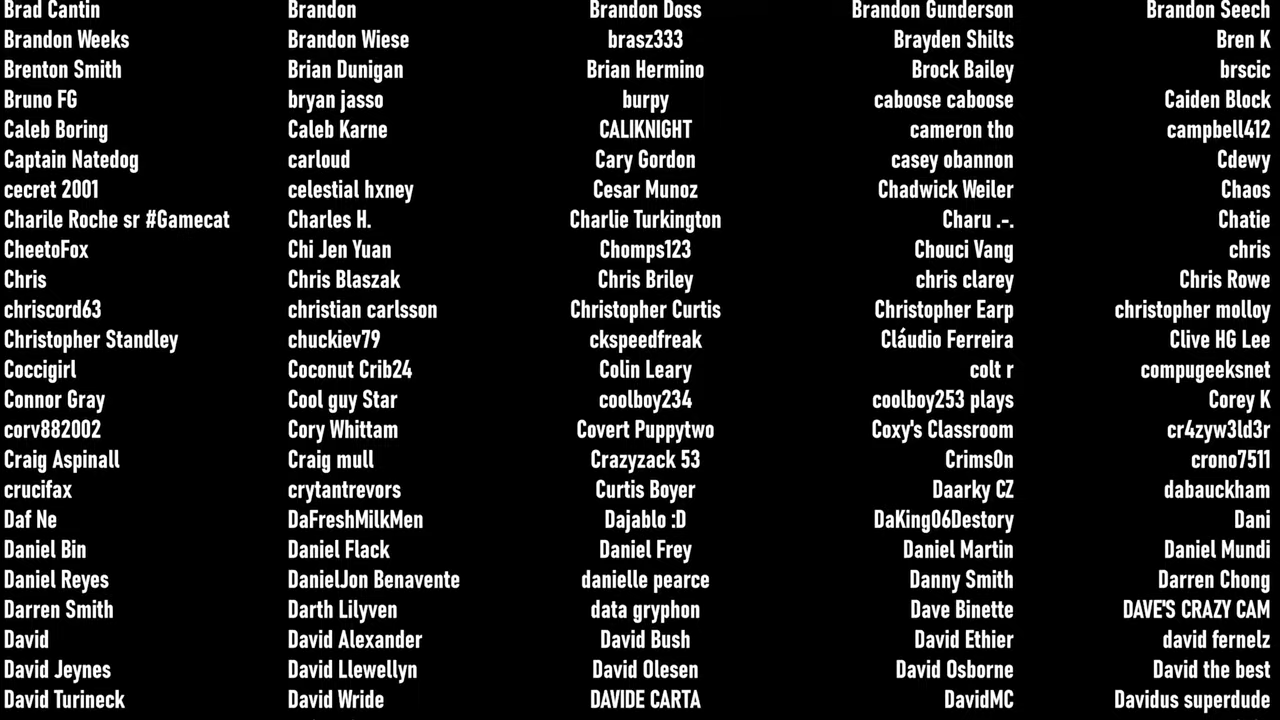 Brad Cantin Brandon Brandon Doss Brandon Gunderson Brandon Seech
Brandon Weeks Brandon Wiese brasz333 Brayden Shilts Bren K
Brenton Smith Brian Dunigan Brian Hermino Brock Bailey brscic
Bruno FG bryan jasso burpy caboose caboose Caiden Block
Caleb Boring Caleb Karne CALIKNIGHT cameron tho campbell412
Captain Natedog carloud Cary Gordon casey obannon Cdewy
cecret 2001 celestial hxney Cesar Munoz Chadwick Weiler Chaos
Charile Roche sr #Gamecat Charles H. Charlie Turkington Charu .-. Chatie
CheetoFox Chi Jen Yuan Chomps123 Chouci Vang chris
Chris Chris Blaszak Chris Briley chris clarey Chris Rowe
chriscord63 christian carlsson Christopher Curtis Christopher Earp christopher molloy
Christopher Standley chuckiev79 ckspeedfreak Cláudio Ferreira Clive HG Lee
Coccigirl Coconut Crib24 Colin Leary colt r compugeeksnet
Connor Gray Cool guy Star coolboy234 coolboy253 plays Corey K
corv882002 Cory Whittam Covert Puppytwo Coxy's Classroom cr4zyw3ld3r
Craig Aspinall Craig mull Crazyzack 53 Crims0n crono7511
crucifax crytantrevors Curtis Boyer Daarky CZ dabauckham
Daf Ne DaFreshMilkMen Dajablo :D DaKing06Destory Dani
Daniel Bin Daniel Flack Daniel Frey Daniel Martin Daniel Mundi
Daniel Reyes DanielJon Benavente danielle pearce Danny Smith Darren Chong
Darren Smith Darth Lilyven data gryphon Dave Binette DAVE'S CRAZY CAM
David David Alexander David Bush David Ethier david fernelz
David Jeynes David Llewellyn David Olesen David Osborne David the best
David Turineck David Wride DAVIDE CARTA DavidMC Davidus superdude